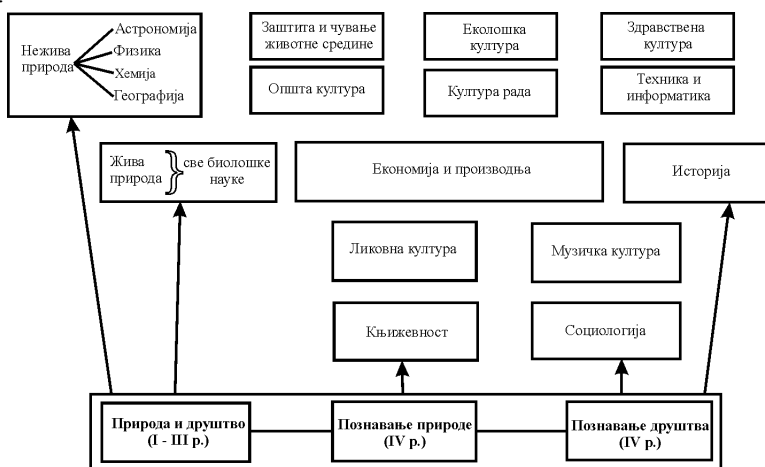 Нежива
природа
Астрономија
Физика
Хемија
Географија
Заштита и чување
животне средине
Еколошка
култура
Здравствена
култура
Општа култура
Култура рада
Техника и
информатика
Жива
природа
све биолошке
науке
Економија и производња
Историја
Ликовна култура
Музичка култура
Књижевност
Социологија
Природа и друштво
(I - III р.)
Познавање природе
(IV р.)
Познавање друштва
(IV р.)